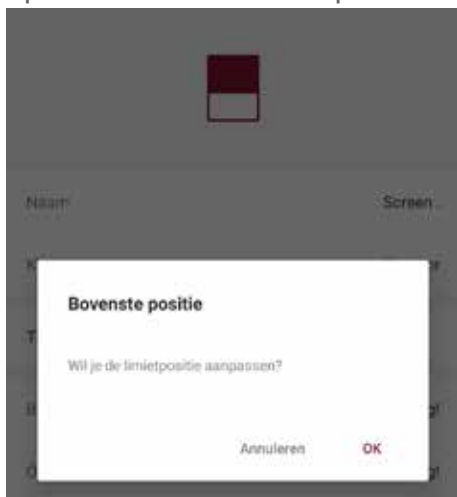 Naam
Screen..
K
Bovenste positie
T
Wil je de limietpositie aanpassen?
B
Annuleren
OK
O